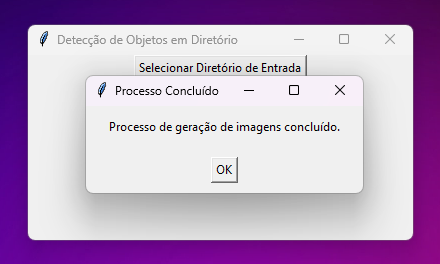 Detecção de Objetos em Diretório
Selecionar Diretório de Entrada
Processo Concluído
Processo de geração de imagens concluído.
OK